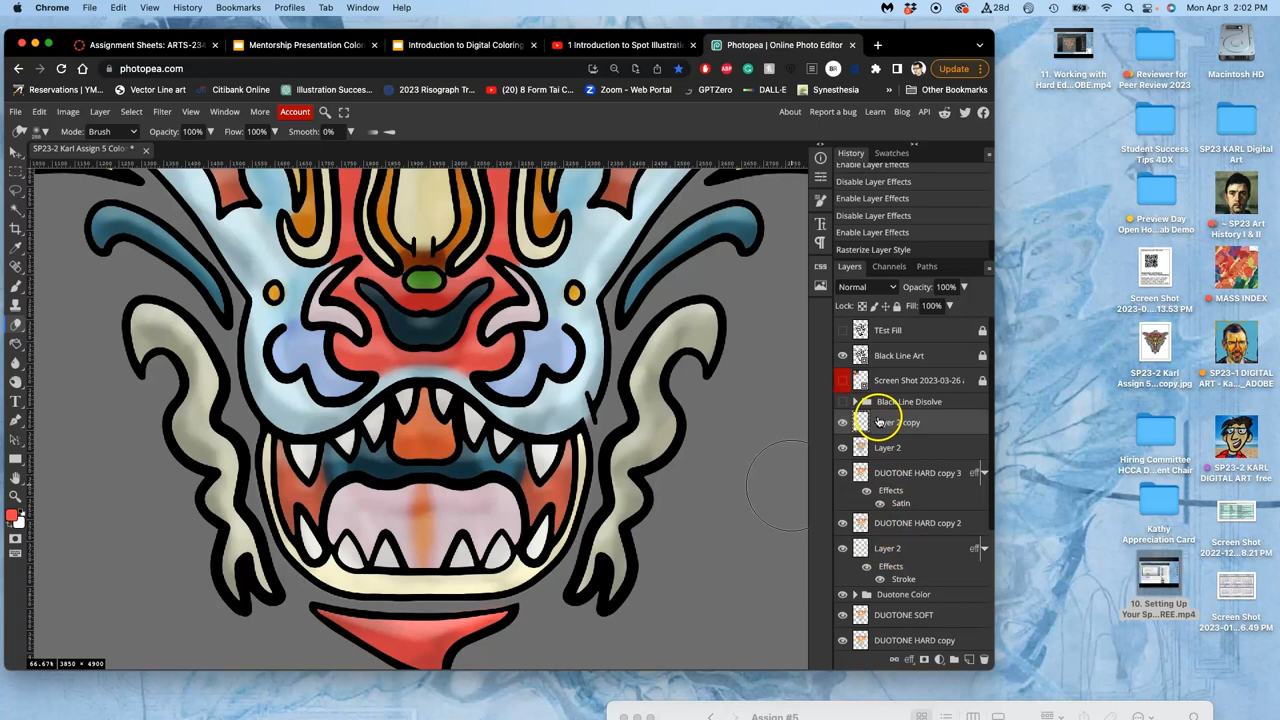 Chrome File Edit View History Bookmarks Profiles Tab Window Help
28d
Mon Apr 3 2:02 PM
Assignment Sheets: ARTS-234
Mentorship Presentation Color
Introduction to Digital Coloring
1 Introduction to Spot Illustratio
Photopea | Online Photo Editor
photopea.com
Update
Reservations | YM...
Vector Line art
Citibank Online
Illustration Succes...
2023 Risograph Tr...
(20) 8 Form Tai C...
Zoom - Web Portal
GPTZero
DALL·E
Synesthesia
Other Bookmarks
File Edit Image Layer Select Filter View Window More Account
About Report a bug Learn Blog API
Mode: Brush Opacity: 100% Flow: 100% Smooth: 0%
SP23-2 Karl Assign 5 Colo *
History Swatches
Enable Layer Effects
Disable Layer Effects
Enable Layer Effects
Disable Layer Effects
Enable Layer Effects
Rasterize Layer Style
Layers Channels Paths
Normal Opacity: 100%
Lock: Fill: 100%
TEst Fill
Black Line Art
Screen Shot 2023-03-26
Black Line Disolve
copy
Layer 2
DUOTONE HARD copy 3 eff
Effects
Satin
DUOTONE HARD copy 2
Layer 2 eff
Effects
Stroke
Duotone Color
DUOTONE SOFT
DUOTONE HARD copy
CSS
eff
66.67% 3850 x 4900
11. Working with
Hard Ed...OBE.mp4
Reviewer for
Peer Review 2023
Macintosh HD
Student Success
Tips 4DX
SP23 KARL Digital
Art
Preview Day
Open Ho...b Demo
~ SP23 Art
History I & II
Screen Shot
2023-0...13.53 PM
MASS INDEX
SP23-2 Karl
Assign 5...copy.jpg
SP23-1 DIGITAL
ART - Ka..._ADOBE
Hiring Committee
HCCA D...ent Chair
SP23-2 KARL
DIGITAL ART free
Kathy
Appreciation Card
Screen Shot
2022-12...8.21 PM
10. Setting Up
Your Sp...REE.mp4
Screen Shot
2023-01...6.49 PM
Assign #5